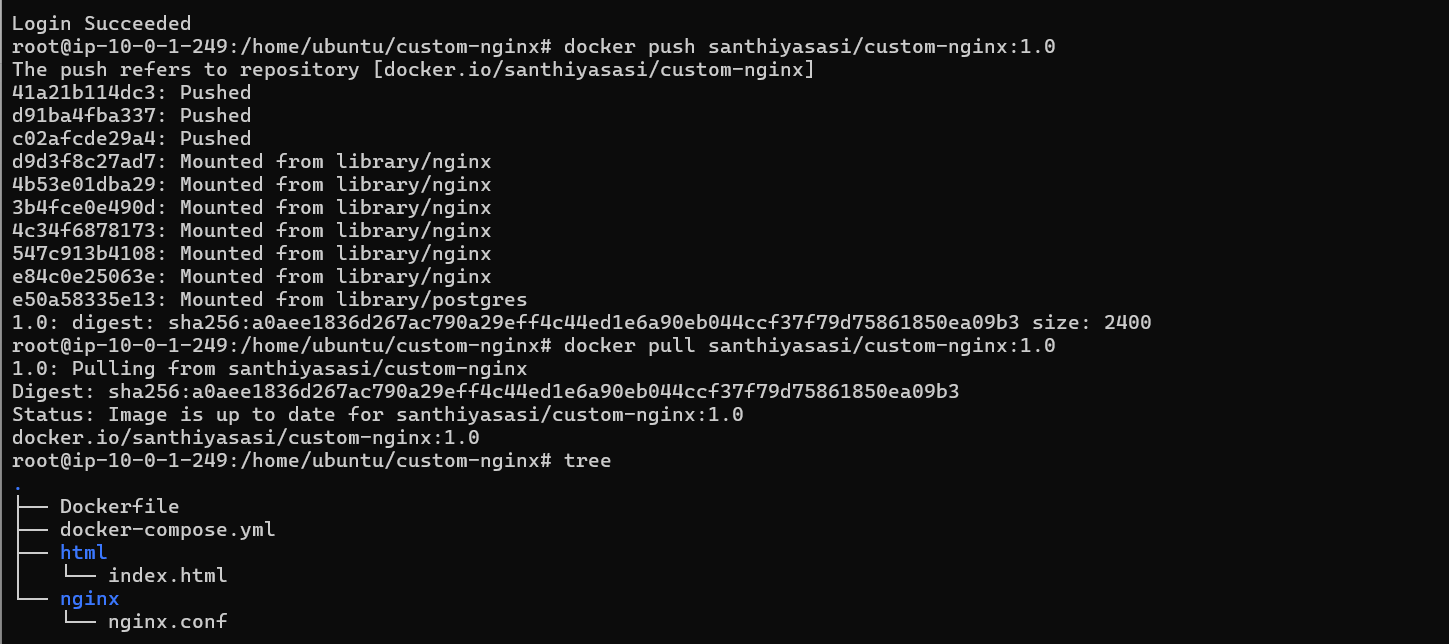 Login Succeeded
root@ip-10-0-1-249:/home/ubuntu/custom-nginx# docker push santhiyasasi/custom-nginx:1.0
The push refers to repository [docker.io/santhiyasasi/custom-nginx]
41a21b114dc3: Pushed
d91ba4fba337: Pushed
c02afcde29a4: Pushed
d9d3f8c27ad7: Mounted from library/nginx
4b53e01dba29: Mounted from library/nginx
3b4fce0e490d: Mounted from library/nginx
4c34f6878173: Mounted from library/nginx
547c913b4108: Mounted from library/nginx
e84c0e25063e: Mounted from library/nginx
e50a58335e13: Mounted from library/postgres
1.0: digest: sha256:a0aee1836d267ac790a29eff4c44ed1e6a90eb044ccf37f79d75861850ea09b3 size: 2400
root@ip-10-0-1-249:/home/ubuntu/custom-nginx# docker pull santhiyasasi/custom-nginx:1.0
1.0: Pulling from santhiyasasi/custom-nginx
Digest: sha256:a0aee1836d267ac790a29eff4c44ed1e6a90eb044ccf37f79d75861850ea09b3
Status: Image is up to date for santhiyasasi/custom-nginx:1.0
docker.io/santhiyasasi/custom-nginx:1.0
root@ip-10-0-1-249:/home/ubuntu/custom-nginx# tree
.
├── Dockerfile
├── docker-compose.yml
├── html
│   └── index.html
└── nginx
    └── nginx.conf